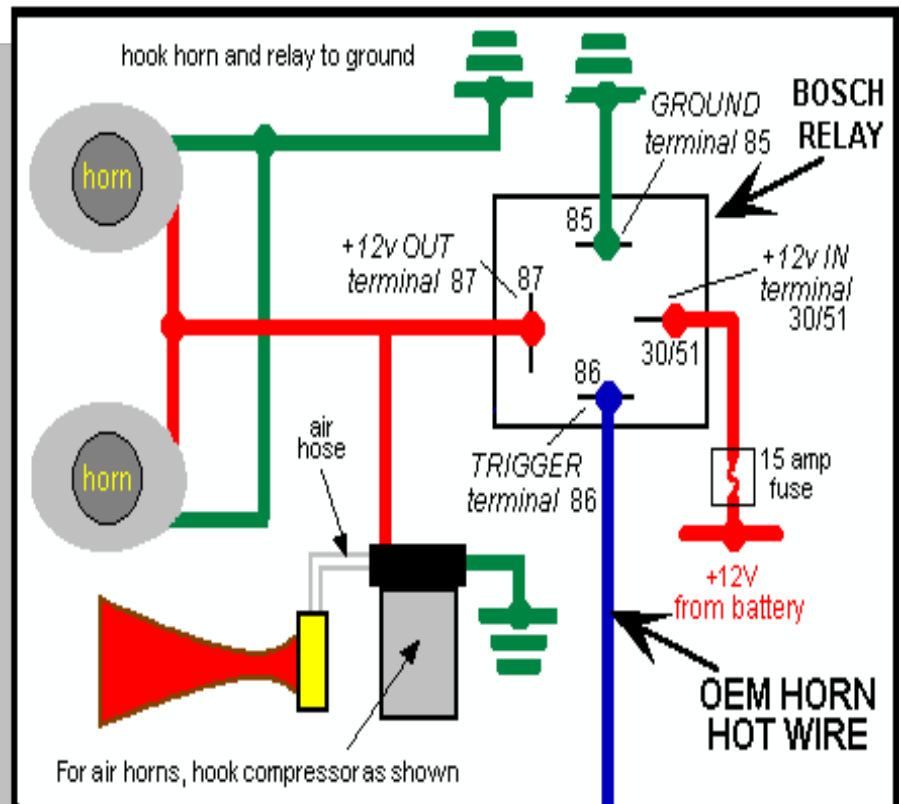 hook horn and relay to ground
BOSCH
RELAY
GROUND
terminal 85
horn
85
+12v OUT
terminal 87
87
+12v IN
terminal
30/51
30/51
86
TRIGGER
terminal 86
15 amp
fuse
horn
air
hose
+12V
from battery
OEM HORN
HOT WIRE
For air horns, hook compressor as shown